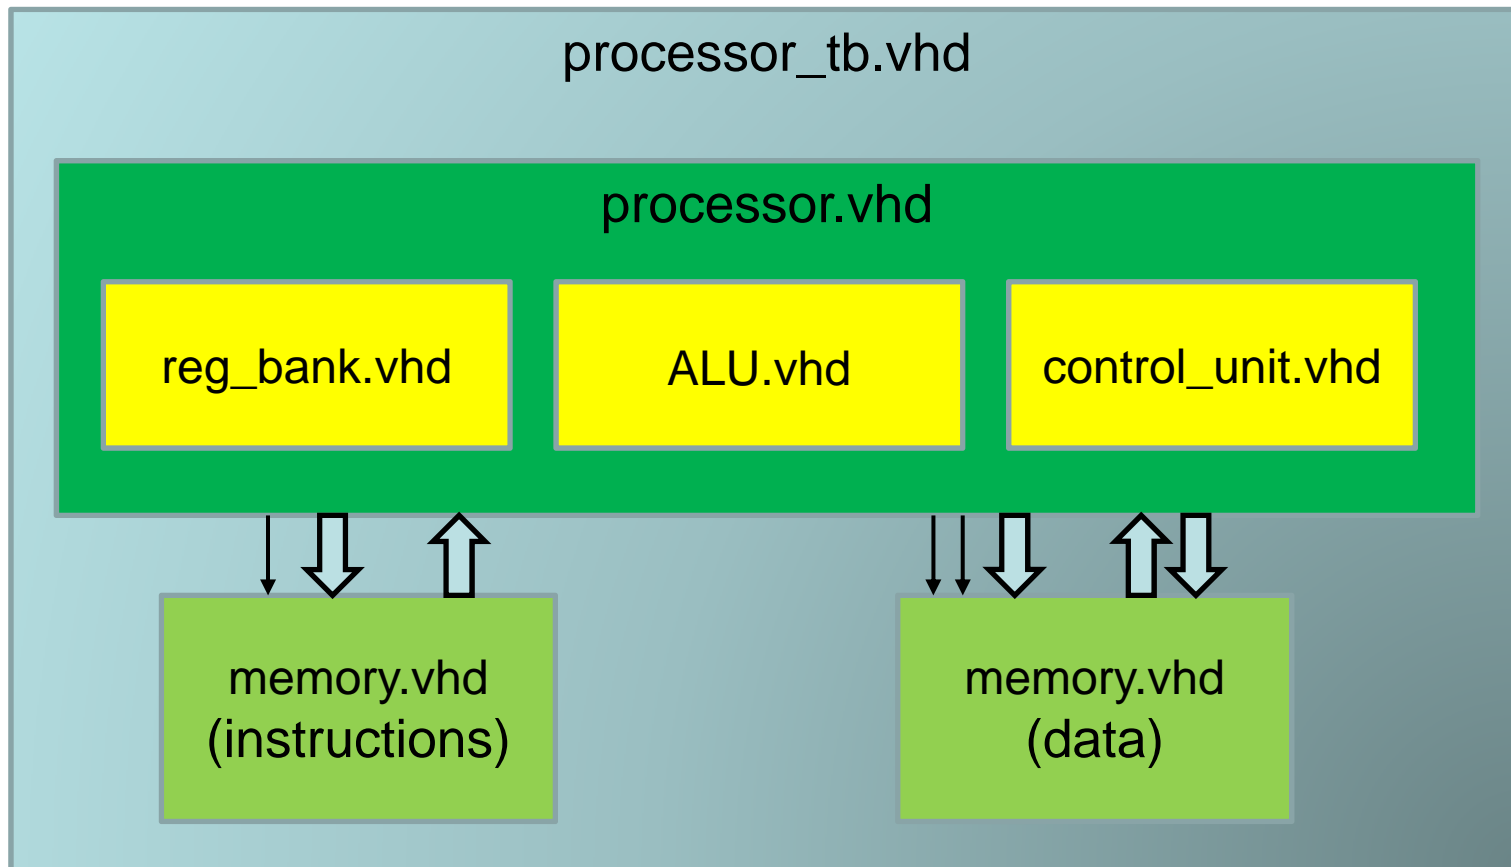 processor_tb.vhd
processor.vhd
reg_bank.vhd
ALU.vhd
control_unit.vhd
memory.vhd
(instructions)
memory.vhd
(data)